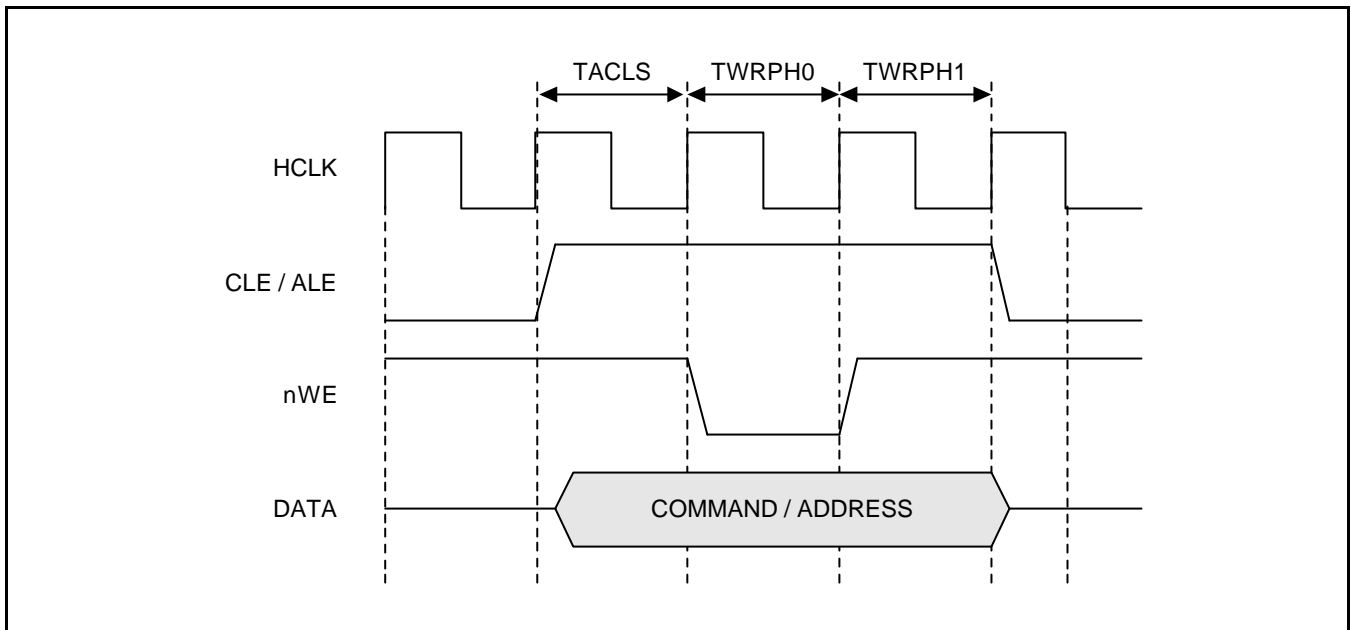 TACLS TWRPH0 TWRPH1
HCLK
CLE / ALE
nWE
DATA COMMAND / ADDRESS